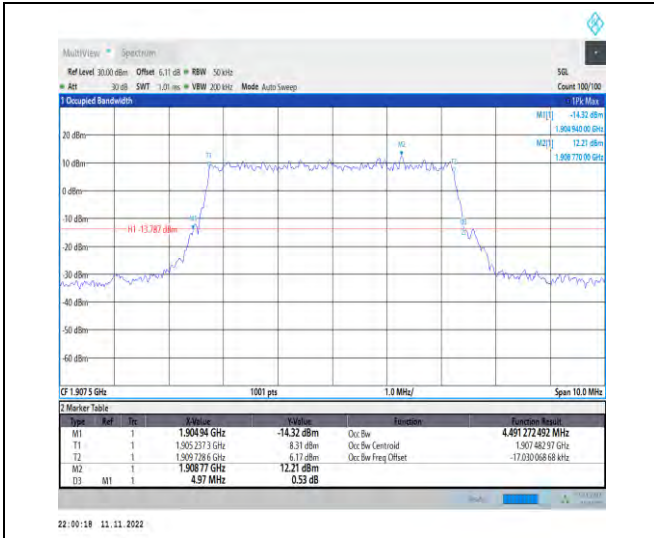 MultiView Spectrum
Ref Level 30.00 dBm Offset 6.11 dB RBW 50 kHz SGL
Att 30 dB SWT 1.01 ms VBW 200 kHz Mode Auto Sweep Count 100/100
1 Occupied Bandwidth 1Pk Max
M1[1] -14.32 dBm
1.904 940 00 GHz
M2[1] 12.21 dBm
1.908 770 00 GHz
20 dBm
M2
T1
10 dBm
0 dBm
-10 dBm
H1 -13.787 dBm
-20 dBm
-30 dBm
-40 dBm
-50 dBm
-60 dBm
CF 1.907 5 GHz 1001 pts 1.0 MHz/ Span 10.0 MHz
2 Marker Table
Type Ref Trc X-Value Y-Value Function Function Result
M1 1 1.904 94 GHz -14.32 dBm Occ Bw 4.491 272 492 MHz
T1 1 1.905 237 3 GHz 8.31 dBm Occ Bw Centroid 1.907 482 97 GHz
T2 1 1.909 728 6 GHz 6.17 dBm Occ Bw Freq Offset -17.030 068 68 kHz
M2 1 1.908 77 GHz 12.21 dBm
D3 M1 1 4.97 MHz 0.53 dB
22:00:18 11.11.2022